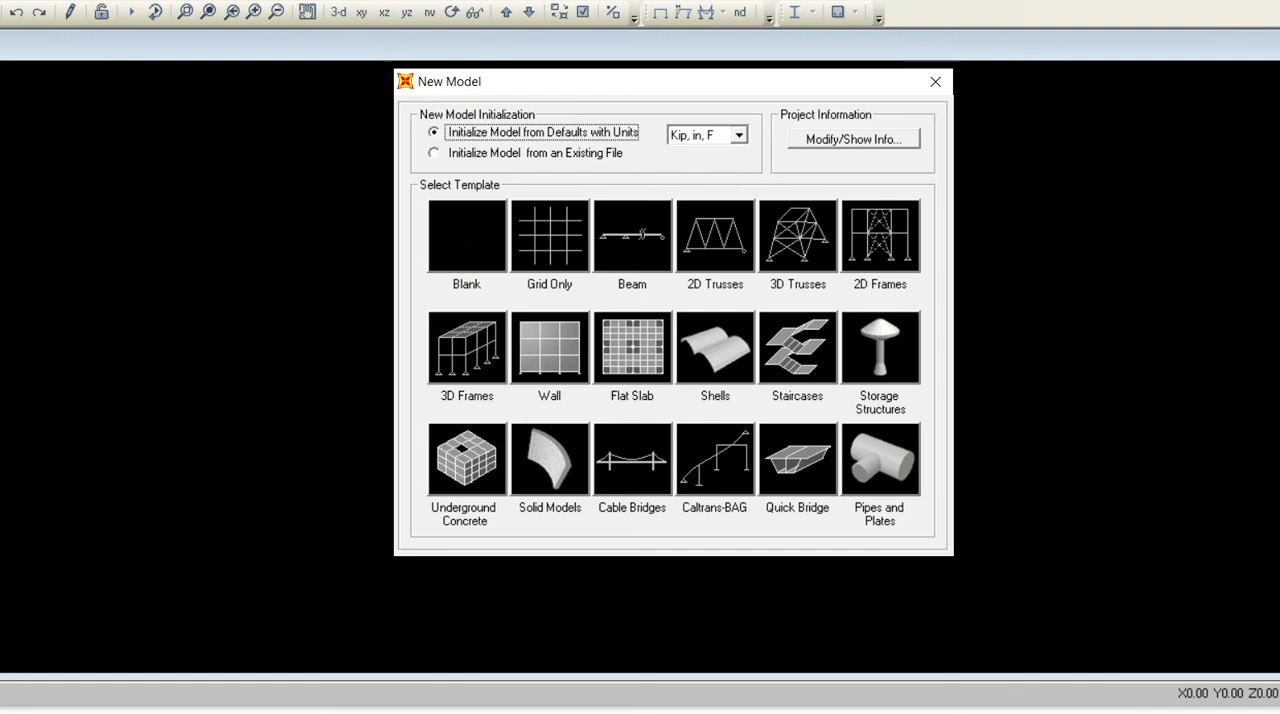 3-d xy xz yz nv nd
New Model
New Model Initialization
Initialize Model from Defaults with Units
Kip, in, F
Initialize Model from an Existing File
Project Information
Modify/Show Info...
Select Template
Blank Grid Only Beam 2D Trusses 3D Trusses 2D Frames
3D Frames Wall Flat Slab Shells Staircases Storage
Structures
Underground Solid Models Cable Bridges Caltrans-BAG Quick Bridge Pipes and
Concrete Plates
X0.00 Y0.00 Z0.00